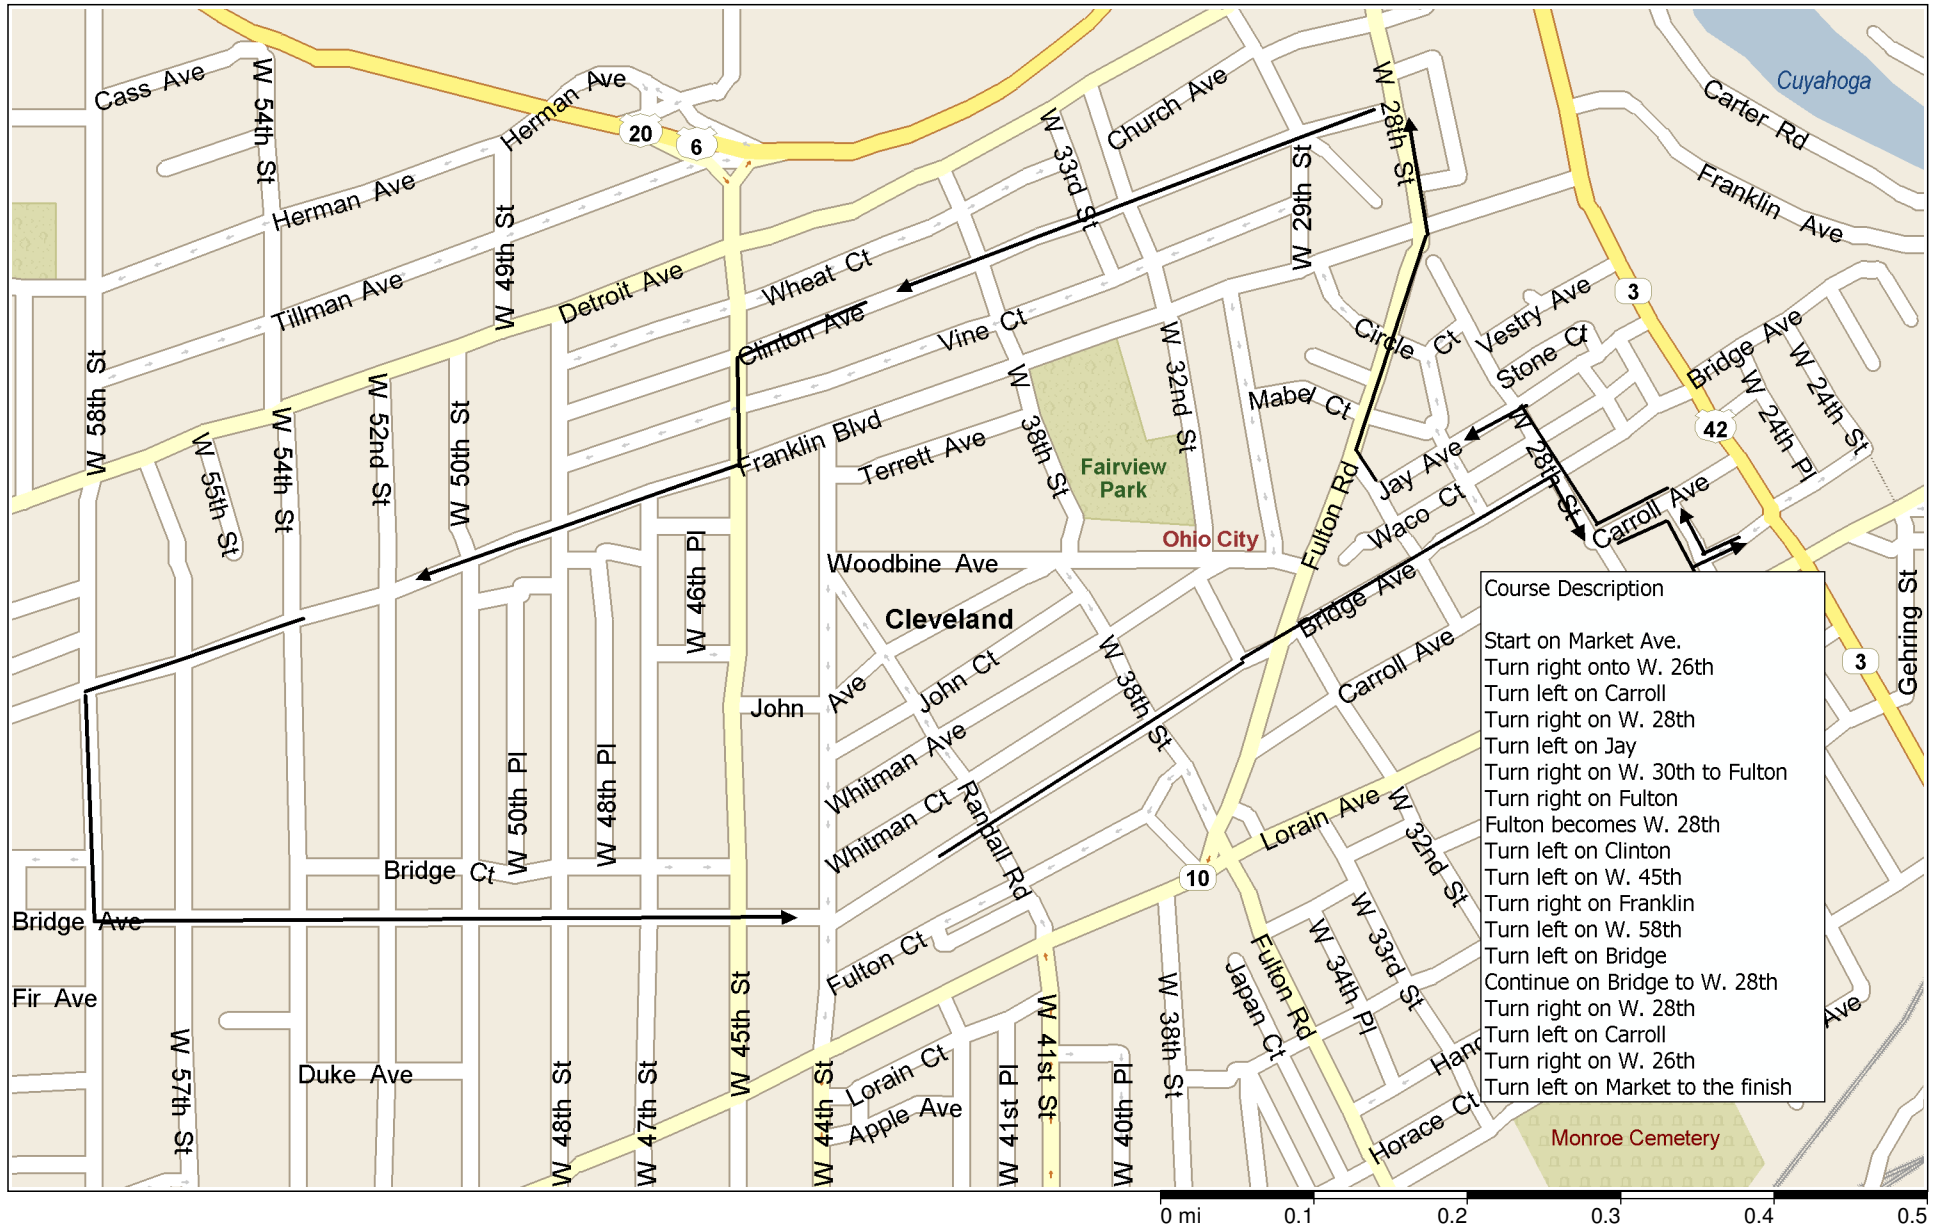 Cass Ave
W 54th St
Herman Ave
Herman Ave
20
6
W 28th St
Church Ave
W 33rd St
Cuyahoga
Carter Rd
Franklin Ave
W 29th St
W 49th St
Tillman Ave
Detroit Ave
Wheat Ct
Clinton Ave
Vine Ct
3
Vestry Ave
Stone Ct
Circle Ct
Bridge Ave
W 24th St
W 24th Pl
42
W 58th St
W 55th St
W 54th St
W 52nd St
W 50th St
Franklin Blvd
Terrett Ave
W 38th St
W 32nd St
Mabel Ct
Fairview
Park
Jay Ave
W 28th St
Carroll Ave
Waco Ct
Fulton Rd
Ohio City
W 46th Pl
Woodbine Ave
Cleveland
Bridge Ave
Carroll Ave
Gehring St
3
John Ave
John Ct
W 38th St
Whitman Ave
Whitman Ct
Randall Rd
W 50th Pl
W 48th Pl
Bridge Ct
Lorain Ave
W 32nd St
10
Bridge Ave
Fulton Ct
Fir Ave
W 57th St
Duke Ave
W 48th St
W 47th St
W 45th St
W 44th St
Lorain Ct
Apple Ave
W 41st Pl
W 41st St
W 40th Pl
W 38th St
Japan Ct
Fulton Rd
W 34th Pl
W 33rd St
Hanc
Ave
Horace Ct
Monroe Cemetery
Course Description
Start on Market Ave.
Turn right onto W. 26th
Turn left on Carroll
Turn right on W. 28th
Turn left on Jay
Turn right on W. 30th to Fulton
Turn right on Fulton
Fulton becomes W. 28th
Turn left on Clinton
Turn left on W. 45th
Turn right on Franklin
Turn left on W. 58th
Turn left on Bridge
Continue on Bridge to W. 28th
Turn right on W. 28th
Turn left on Carroll
Turn right on W. 26th
Turn left on Market to the finish
0 mi 0.1 0.2 0.3 0.4 0.5